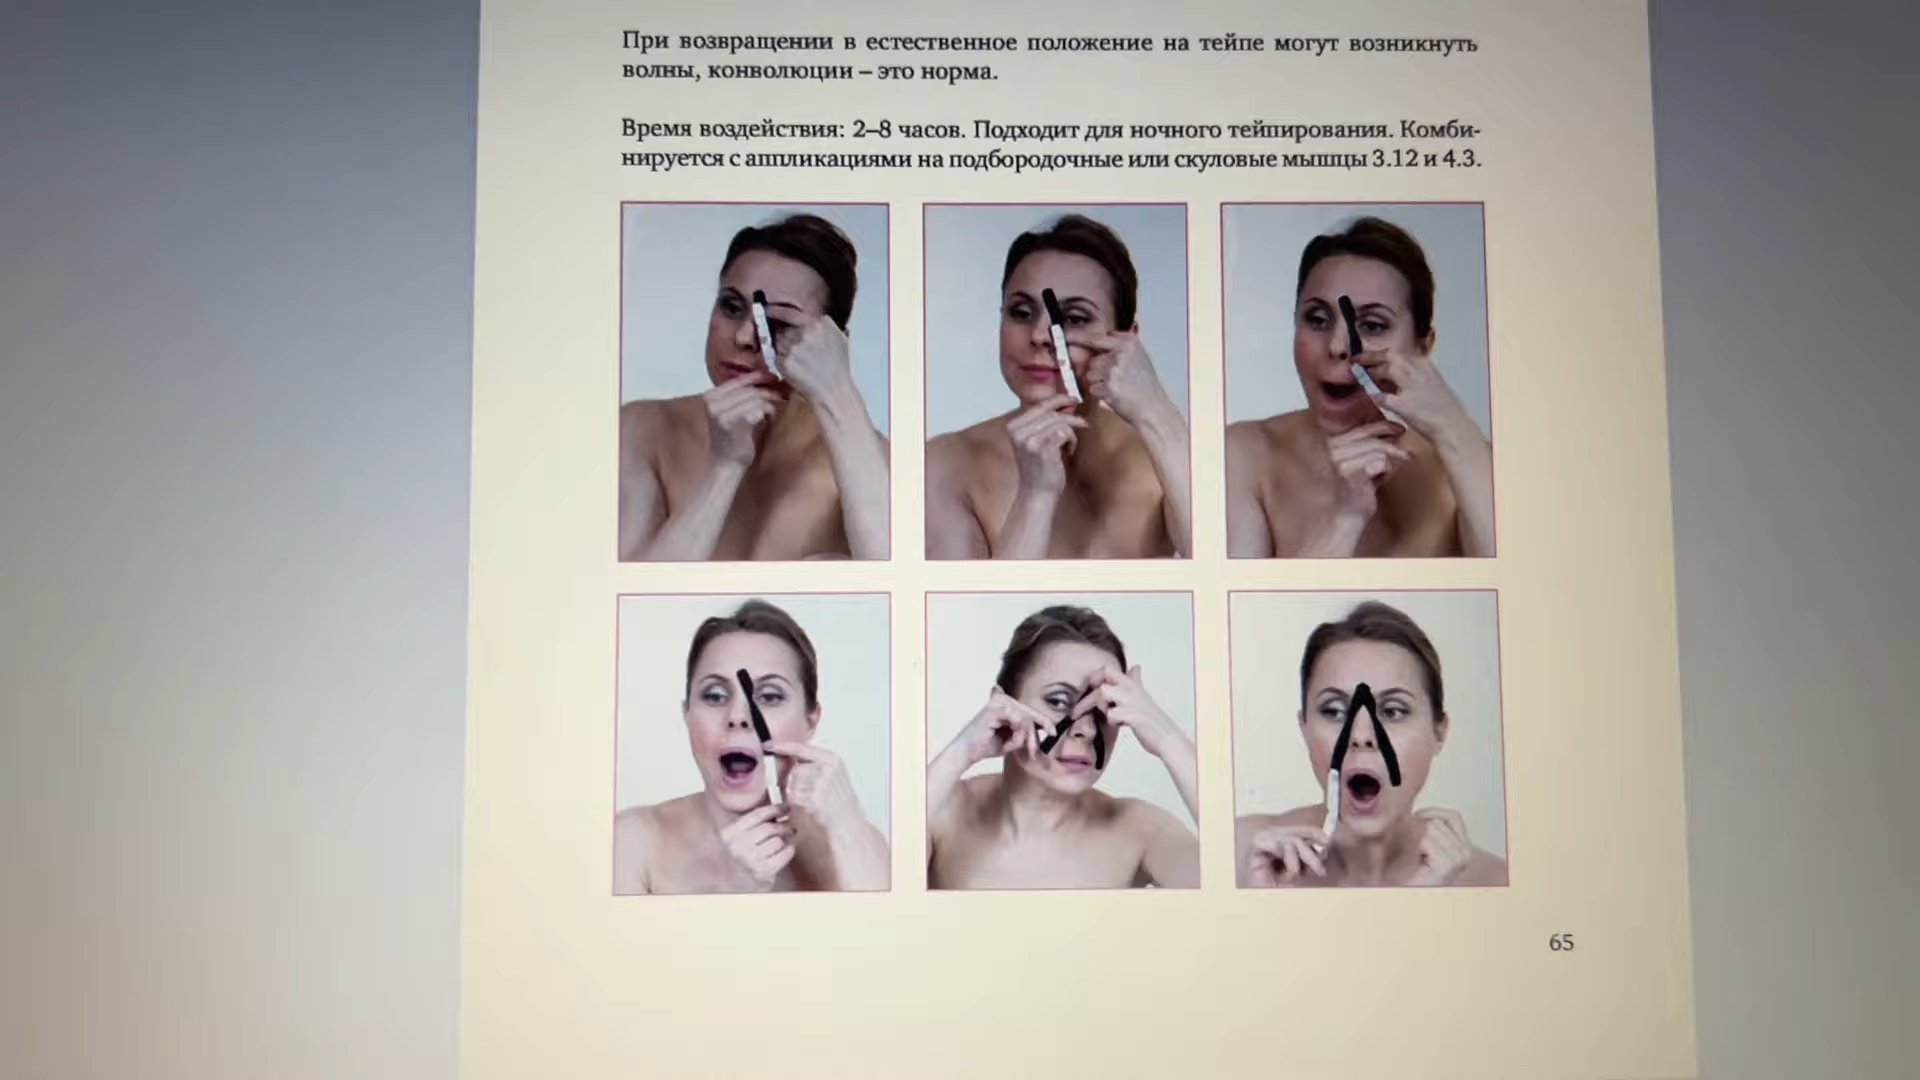 При возвращении в естественное положение на тейпе могут возникнуть
волны, конволюции – это норма.
Время воздействия: 2–8 часов. Подходит для ночного тейпирования. Комби-
нируется с аппликациями на подбородочные или скуловые мышцы 3.12 и 4.3.
65